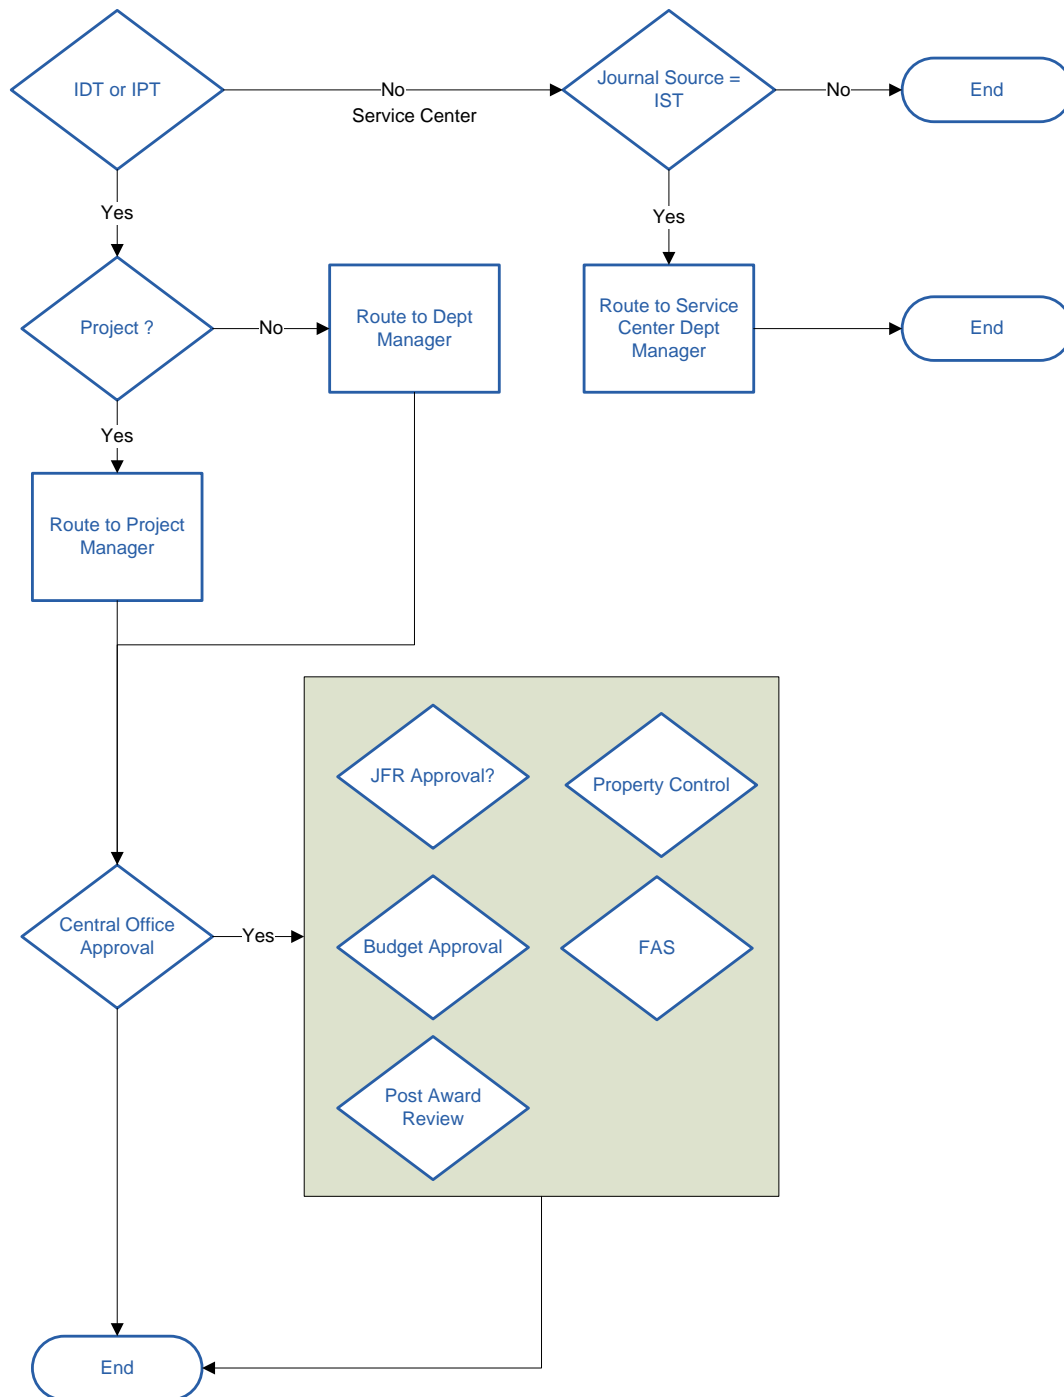 IDT or IPT
No
Service Center
Journal Source =
IST
No
End
Yes
Yes
Project ?
No
Route to Dept
Manager
Route to Service
Center Dept
Manager
End
Yes
Route to Project
Manager
JFR Approval?
Property Control
Central Office
Approval
Yes
Budget Approval
FAS
Post Award
Review
End